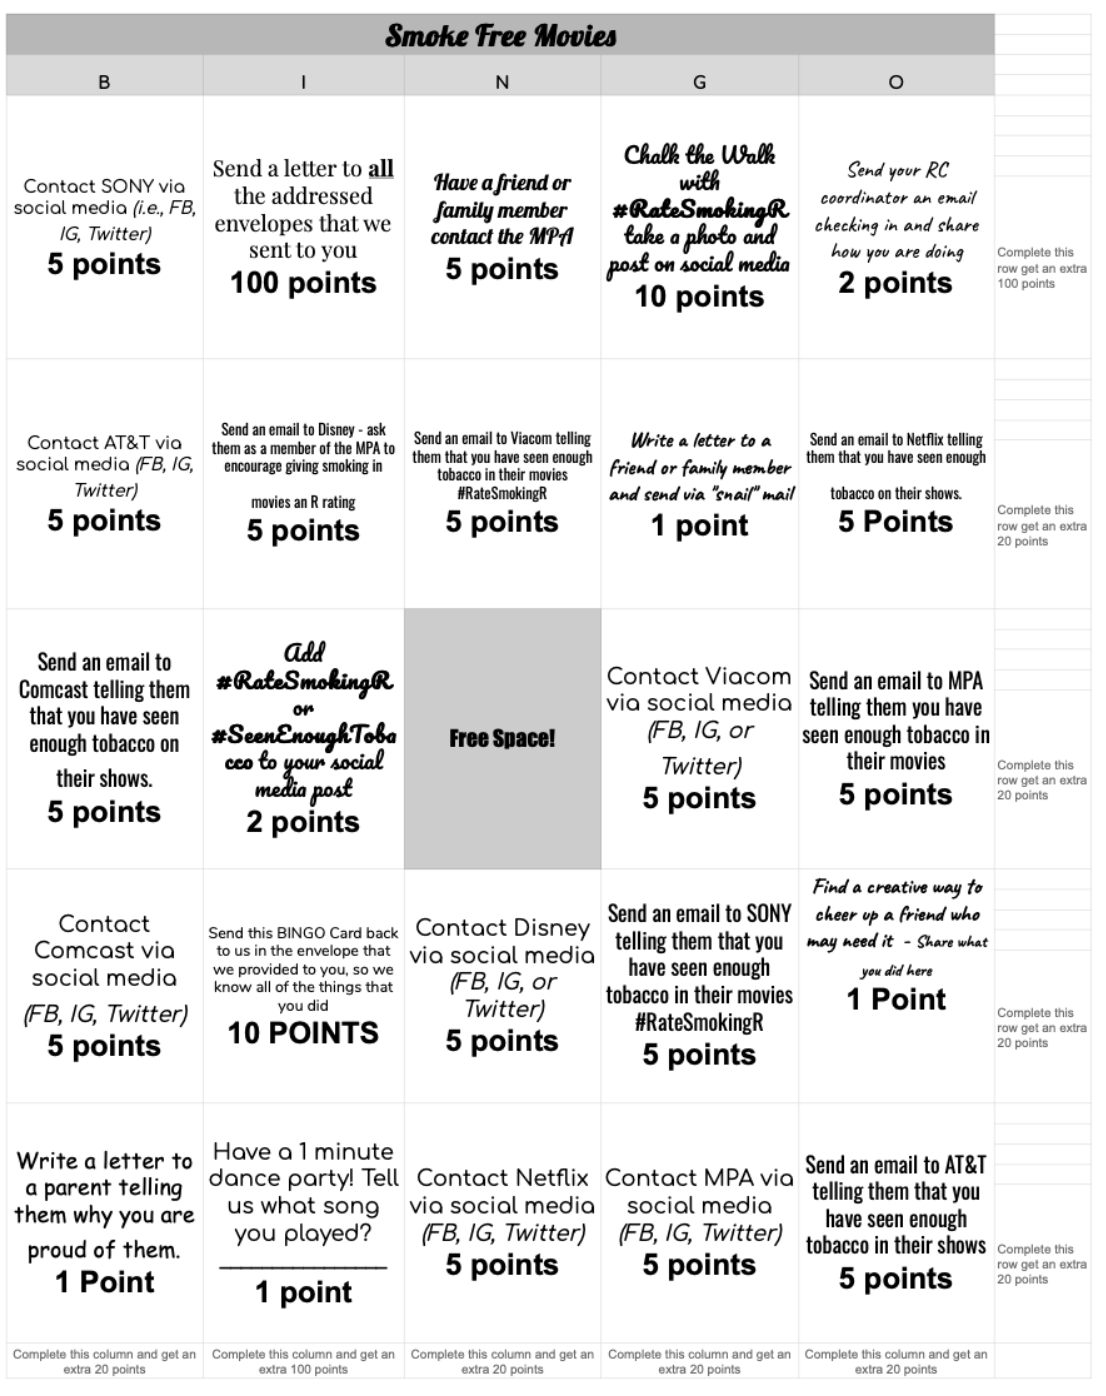 Smoke Free Movies
B I N G O
Contact SONY via
social media (i.e., FB,
IG, Twitter)
5 points
Send a letter to all
the addressed
envelopes that we
sent to you
100 points
Have a friend or
family member
contact the MPA
5 points
Chalk the Walk
with
#RateSmokingR
take a photo and
post on social media
10 points
Send your RC
coordinator an email
checking in and share
how you are doing
2 points
Complete this
row get an extra
100 points
Contact AT&T via
social media (FB, IG,
Twitter)
5 points
Send an email to Disney - ask
them as a member of the MPA to
encourage giving smoking in
movies an R rating
5 points
Send an email to Viacom telling
them that you have seen enough
tobacco in their movies
#RateSmokingR
5 points
Write a letter to a
friend or family member
and send via "snail" mail
1 point
Send an email to Netflix telling
them that you have seen enough
tobacco on their shows.
5 Points
Complete this
row get an extra
20 points
Send an email to
Comcast telling them
that you have seen
enough tobacco on
their shows.
5 points
Add
#RateSmokingR
or
#SeenEnoughToba
cco to your social
media post
2 points
Free Space!
Contact Viacom
via social media
(FB, IG, or
Twitter)
5 points
Send an email to MPA
telling them you have
seen enough tobacco in
their movies
5 points
Complete this
row get an extra
20 points
Contact
Comcast via
social media
(FB, IG, Twitter)
5 points
Send this BINGO Card back
to us in the envelope that
we provided to you, so we
know all of the things that
you did
10 POINTS
Contact Disney
via social media
(FB, IG, or
Twitter)
5 points
Send an email to SONY
telling them that you
have seen enough
tobacco in their movies
#RateSmokingR
5 points
Find a creative way to
cheer up a friend who
may need it - Share what
you did here
1 Point
Complete this
row get an extra
20 points
Write a letter to
a parent telling
them why you are
proud of them.
1 Point
Have a 1 minute
dance party! Tell
us what song
you played?
________________
1 point
Contact Netflix
via social media
(FB, IG, Twitter)
5 points
Contact MPA via
social media
(FB, IG, Twitter)
5 points
Send an email to AT&T
telling them that you
have seen enough
tobacco in their shows
5 points
Complete this
row get an extra
20 points
Complete this column and get an
extra 20 points
Complete this column and get an
extra 100 points
Complete this column and get an
extra 20 points
Complete this column and get an
extra 20 points
Complete this column and get an
extra 20 points